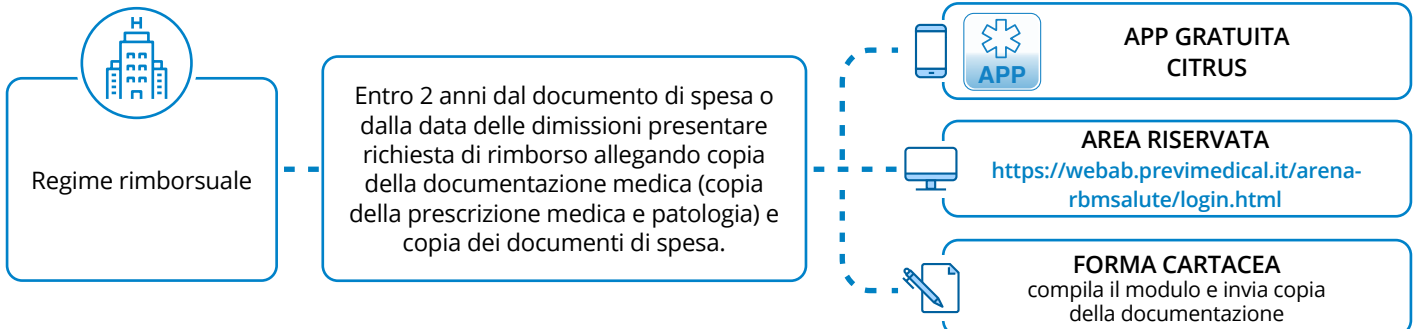 H
Regime rimborsuale
Entro 2 anni dal documento di spesa o
dalla data delle dimissioni presentare
richiesta di rimborso allegando copia
della documentazione medica (copia
della prescrizione medica e patologia) e
copia dei documenti di spesa.
APP
APP GRATUITA
CITRUS
AREA RISERVATA
https://webab.previmedical.it/arena-
rbmsalute/login.html
FORMA CARTACEA
compila il modulo e invia copia
della documentazione